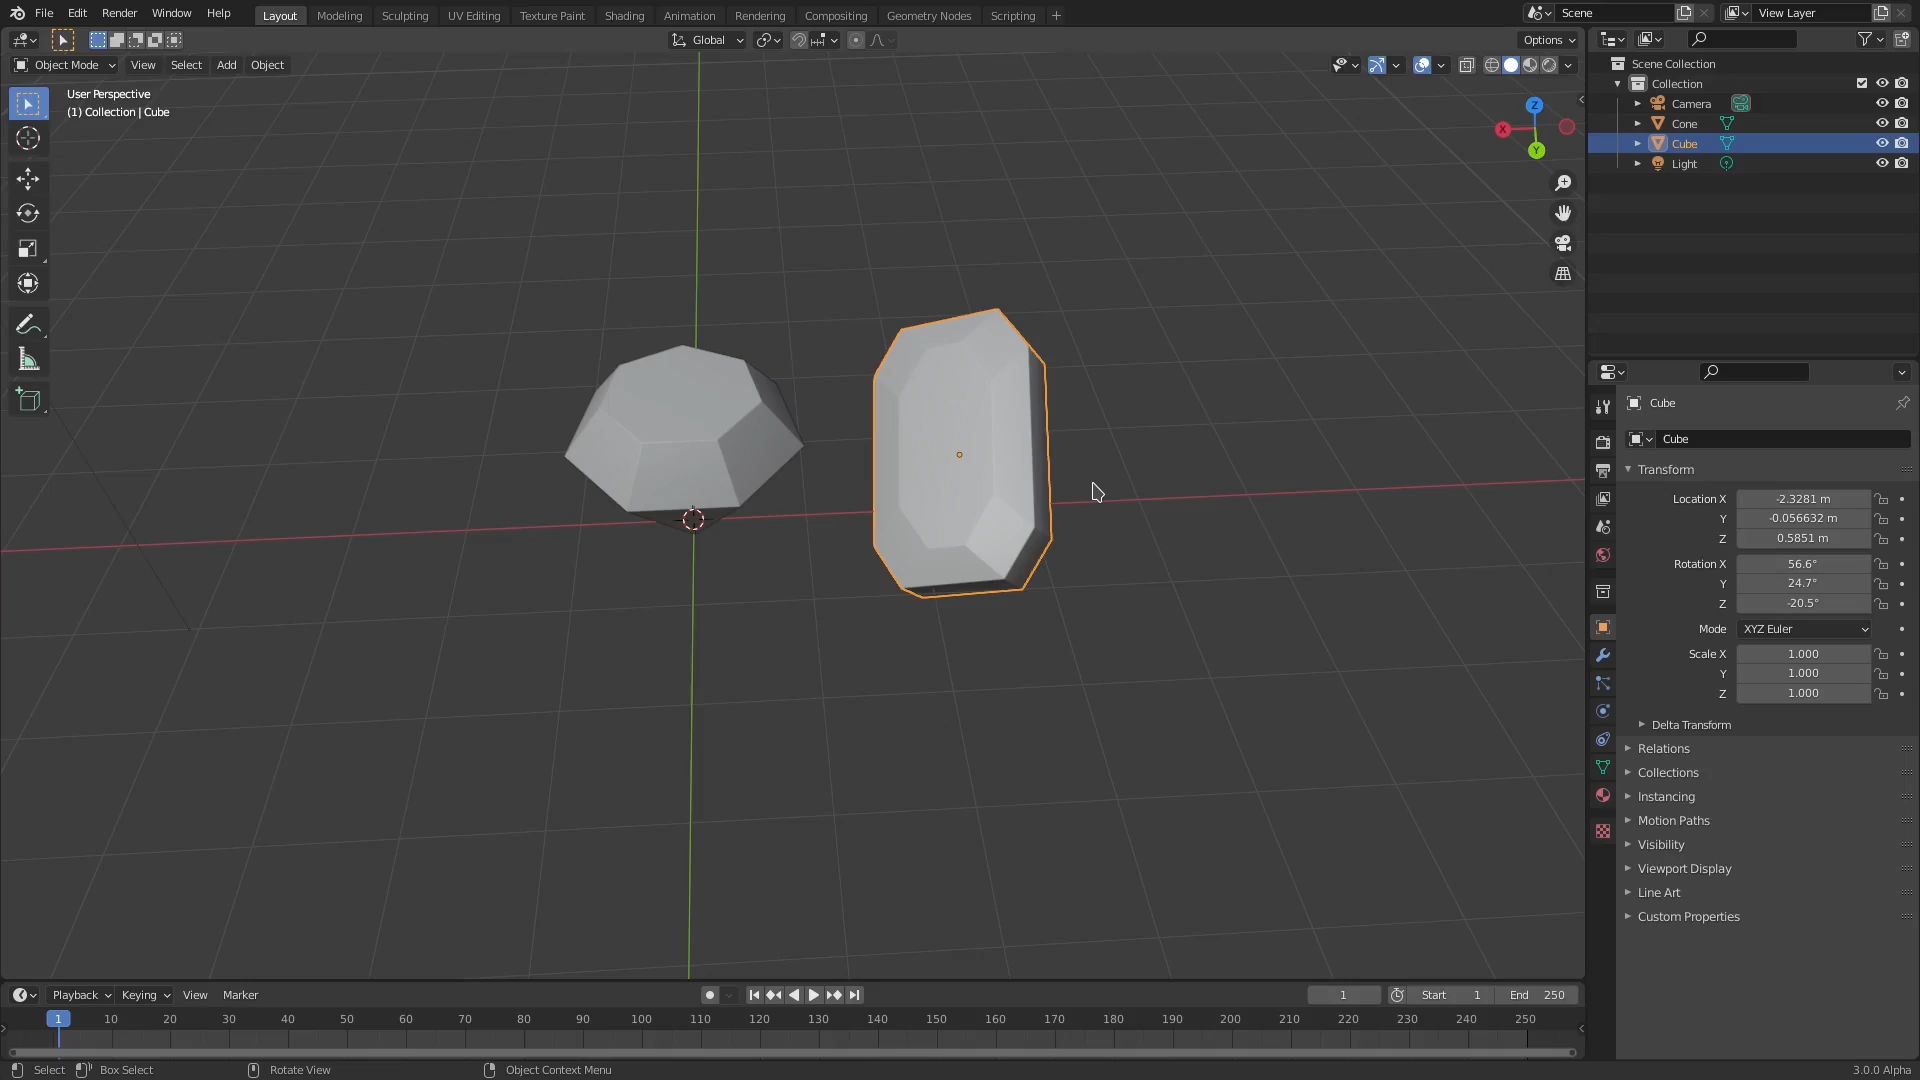 File Edit Render Window Help Layout Modeling Sculpting UV Editing Texture Paint Shading Animation Rendering Compositing Geometry Nodes Scripting + Scene View Layer
Global Options
Object Mode View Select Add Object
User Perspective
(1) Collection | Cube
Z
X
Y
Scene Collection
Collection
Camera
Cone
Cube
Light
Cube
Cube
Transform
Location X -2.3281 m
Y -0.056632 m
Z 0.5851 m
Rotation X 56.6°
Y 24.7°
Z -20.5°
Mode XYZ Euler
Scale X 1.000
Y 1.000
Z 1.000
Delta Transform
Relations
Collections
Instancing
Motion Paths
Visibility
Viewport Display
Line Art
Custom Properties
Playback Keying View Marker 1 Start 1 End 250
1 10 20 30 40 50 60 70 80 90 100 110 120 130 140 150 160 170 180 190 200 210 220 230 240 250
Select Box Select Rotate View Object Context Menu 3.0.0 Alpha